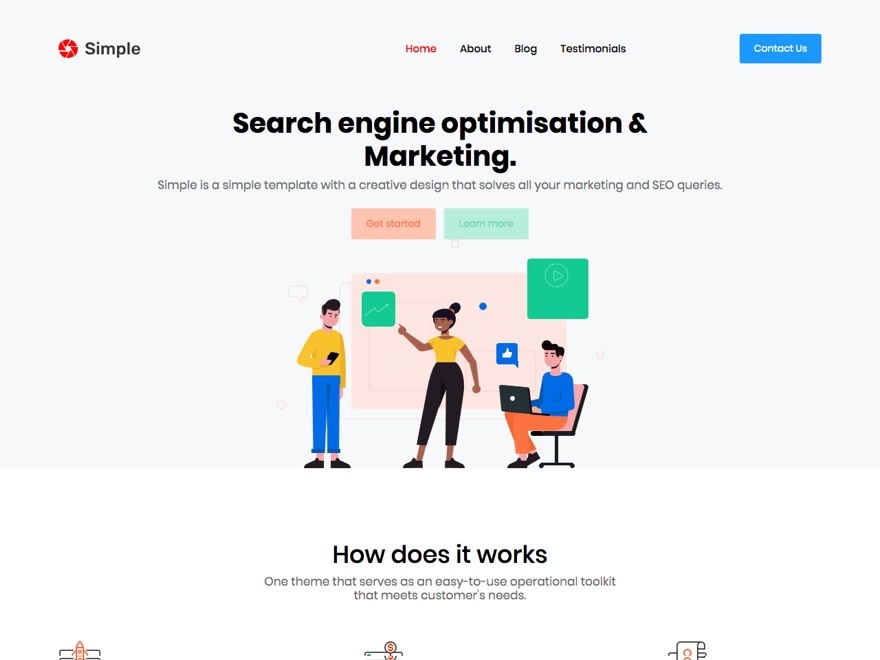 Simple
Home
About
Blog
Testimonials
Contact Us
Search engine optimisation &
Marketing.
Simple is a simple template with a creative design that solves all your marketing and SEO queries.
Get started
Learn more
How does it works
One theme that serves as an easy-to-use operational toolkit
that meets customer's needs.